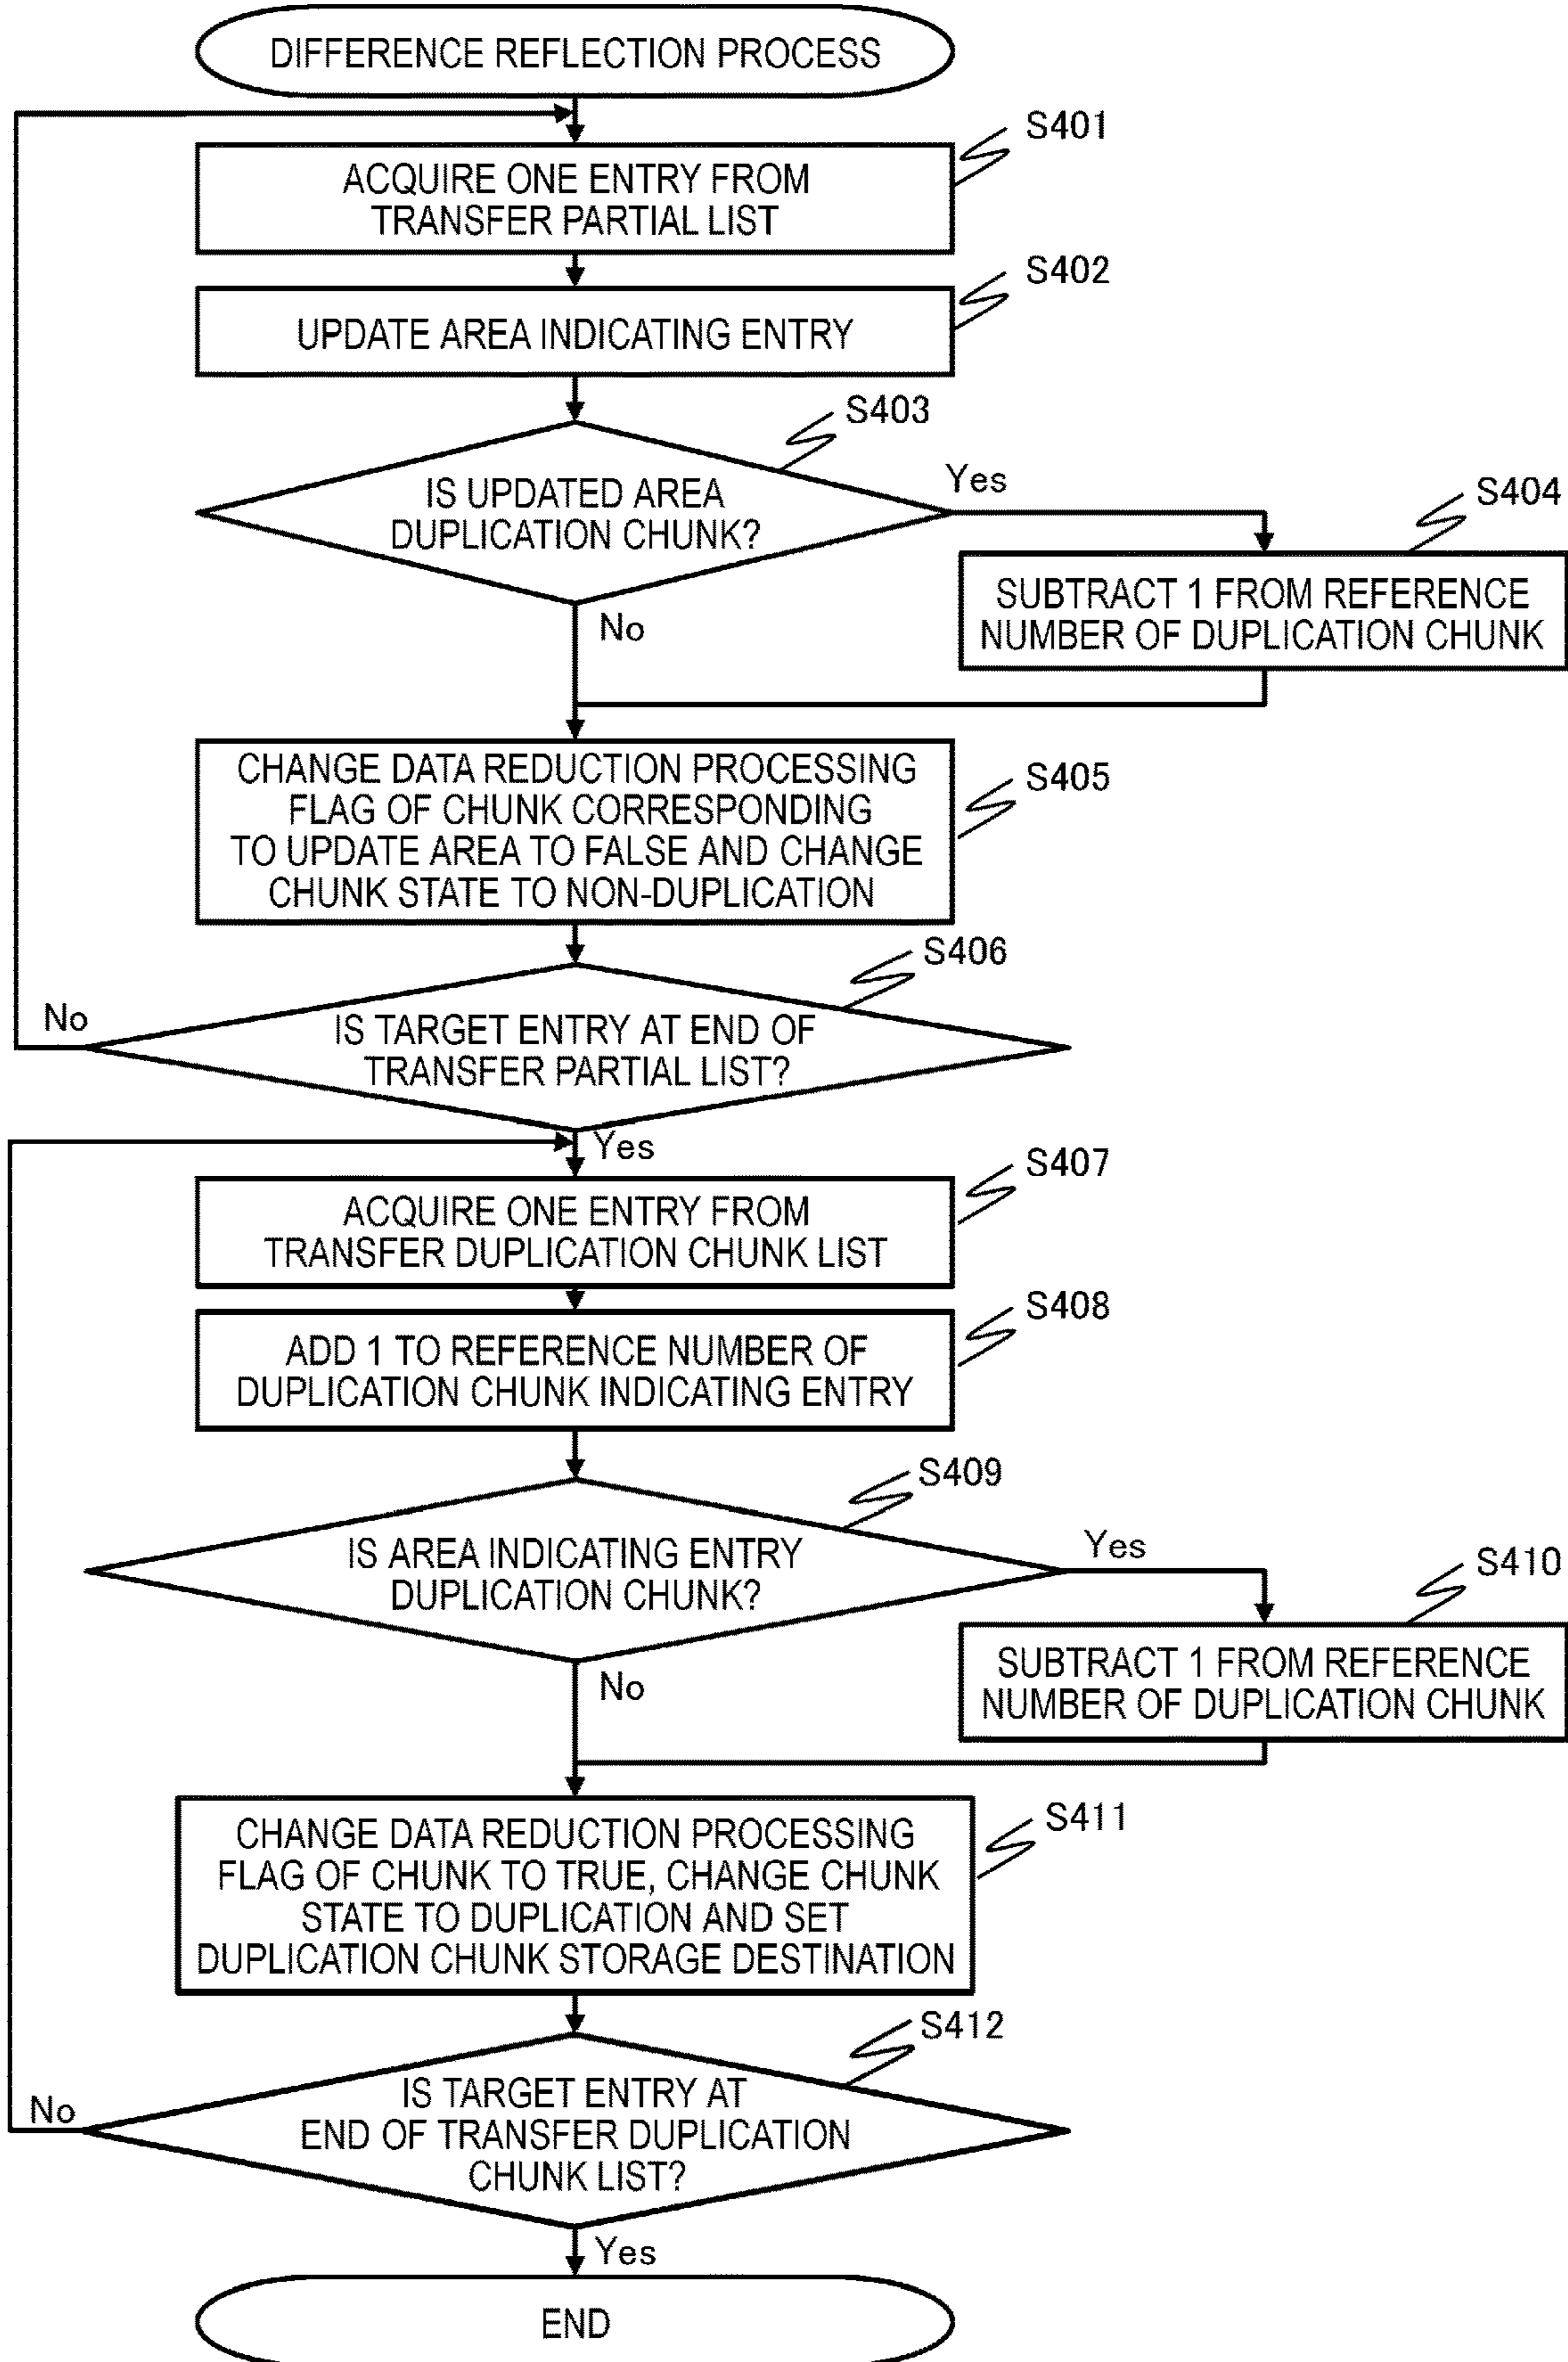 DIFFERENCE REFLECTION PROCESS
S401
ACQUIRE ONE ENTRY FROM
TRANSFER PARTIAL LIST
S402
UPDATE AREA INDICATING ENTRY
S403
IS UPDATED AREA
DUPLICATION CHUNK?
Yes
No
S404
SUBTRACT 1 FROM REFERENCE
NUMBER OF DUPLICATION CHUNK
S405
CHANGE DATA REDUCTION PROCESSING
FLAG OF CHUNK CORRESPONDING
TO UPDATE AREA TO FALSE AND CHANGE
CHUNK STATE TO NON-DUPLICATION
S406
No
IS TARGET ENTRY AT END OF
TRANSFER PARTIAL LIST?
Yes
S407
ACQUIRE ONE ENTRY FROM
TRANSFER DUPLICATION CHUNK LIST
S408
ADD 1 TO REFERENCE NUMBER OF
DUPLICATION CHUNK INDICATING ENTRY
S409
IS AREA INDICATING ENTRY
DUPLICATION CHUNK?
Yes
No
S410
SUBTRACT 1 FROM REFERENCE
NUMBER OF DUPLICATION CHUNK
S411
CHANGE DATA REDUCTION PROCESSING
FLAG OF CHUNK TO TRUE, CHANGE CHUNK
STATE TO DUPLICATION AND SET
DUPLICATION CHUNK STORAGE DESTINATION
S412
No
IS TARGET ENTRY AT
END OF TRANSFER DUPLICATION
CHUNK LIST?
Yes
END